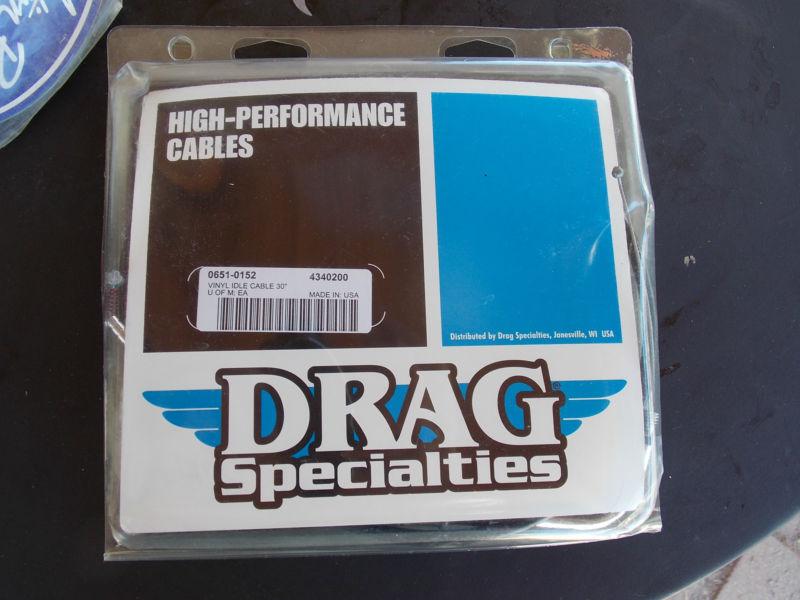 HIGH-PERFORMANCE
CABLES
0651-0152 4340200
VINYL IDLE CABLE 30"
U OF M: EA MADE IN: USA
Distributed by Drag Specialties, Janesville, WI USA
DRAG®
Specialties